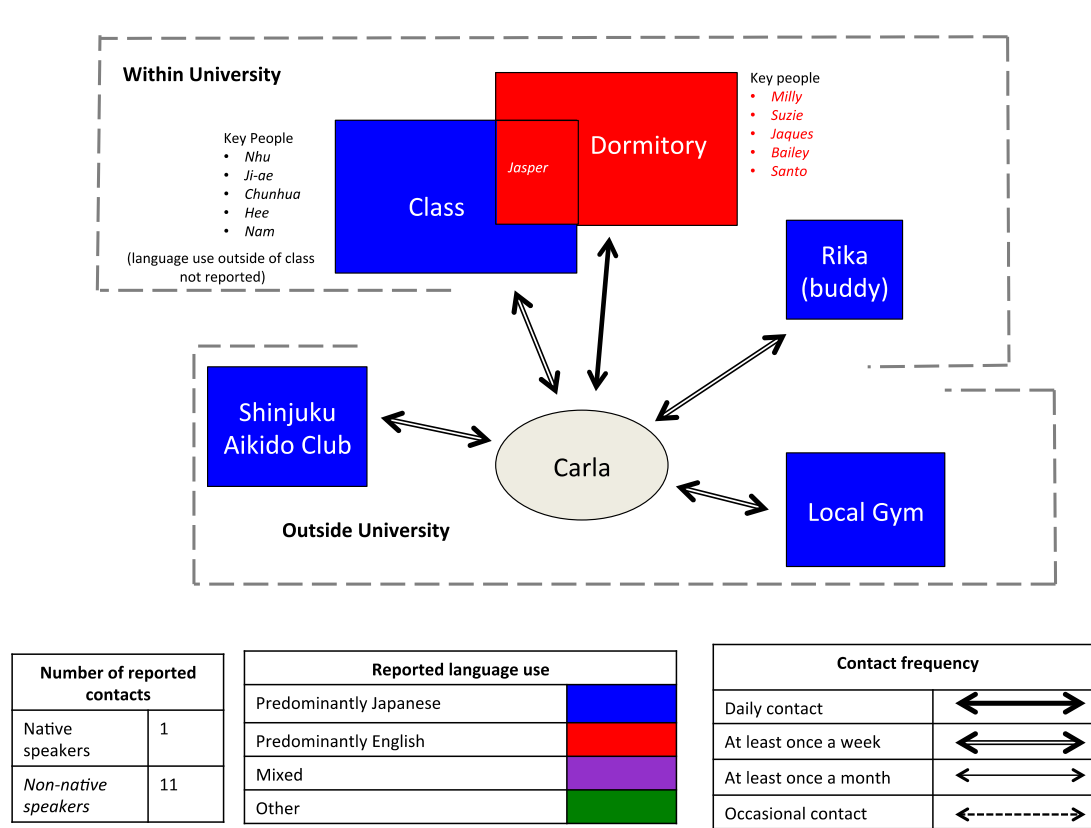 Within University
Key people
• Milly
• Suzie
• Jaques
• Bailey
• Santo
Dormitory
Jasper
Key People
• Nhu
• Ji-ae
• Chunhua
• Hee
• Nam
(language use outside of class
not reported)
Class
Rika
(buddy)
Shinjuku
Aikido Club
Carla
Local Gym
Outside University
Number of reported
contacts
Native
speakers
1
Non-native
speakers
11
Reported language use
Predominantly Japanese
Predominantly English
Mixed
Other
Contact frequency
Daily contact
At least once a week
At least once a month
Occasional contact